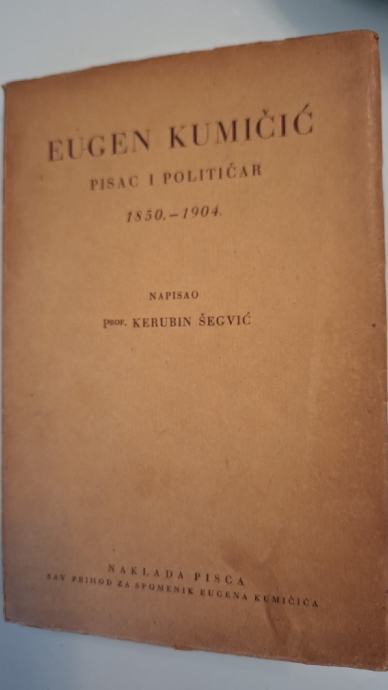 EUGEN KUMIČIĆ
PISAC I POLITIČAR
1850.–1904.
NAPISAO
PROF. KERUBIN ŠEGVIĆ
NAKLADA PISCA
SAV PRIHOD ZA SPOMENIK EUGENA KUMIČIĆA